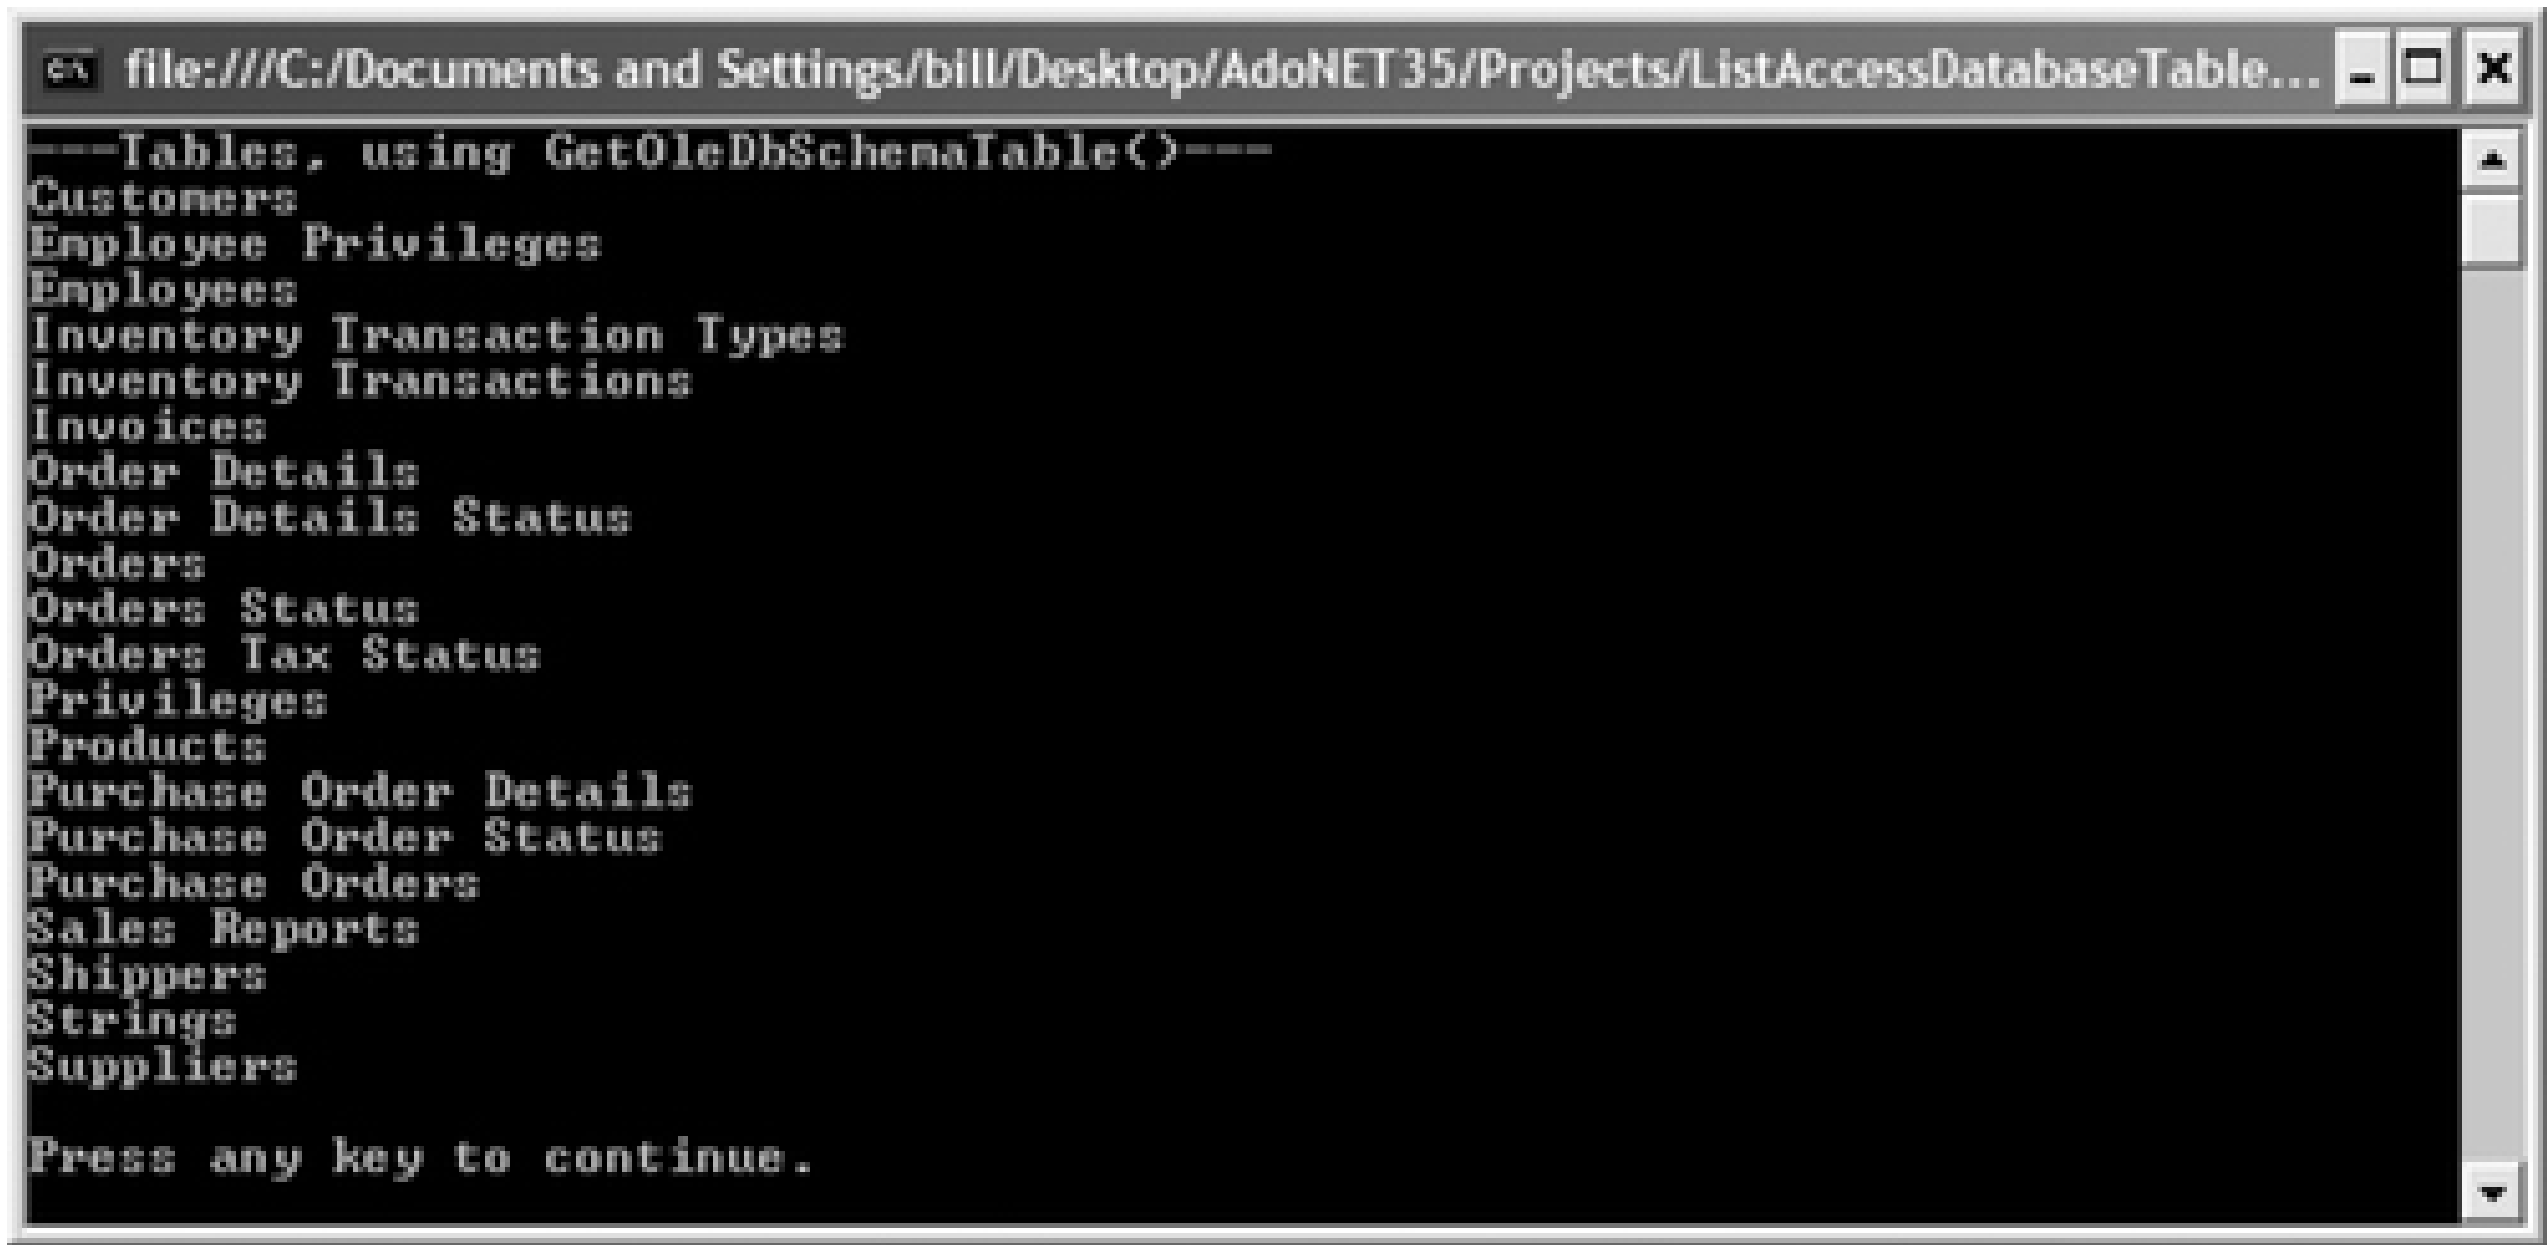 file:///C:/Documents and Settings/bill/Desktop/AdoNET35/Projects/ListAccessDatabaseTable...
---Tables, using GetOleDbSchemaTable()---
Customers
Employee Privileges
Employees
Inventory Transaction Types
Inventory Transactions
Invoices
Order Details
Order Details Status
Orders
Orders Status
Orders Tax Status
Privileges
Products
Purchase Order Details
Purchase Order Status
Purchase Orders
Sales Reports
Shippers
Strings
Suppliers
Press any key to continue.